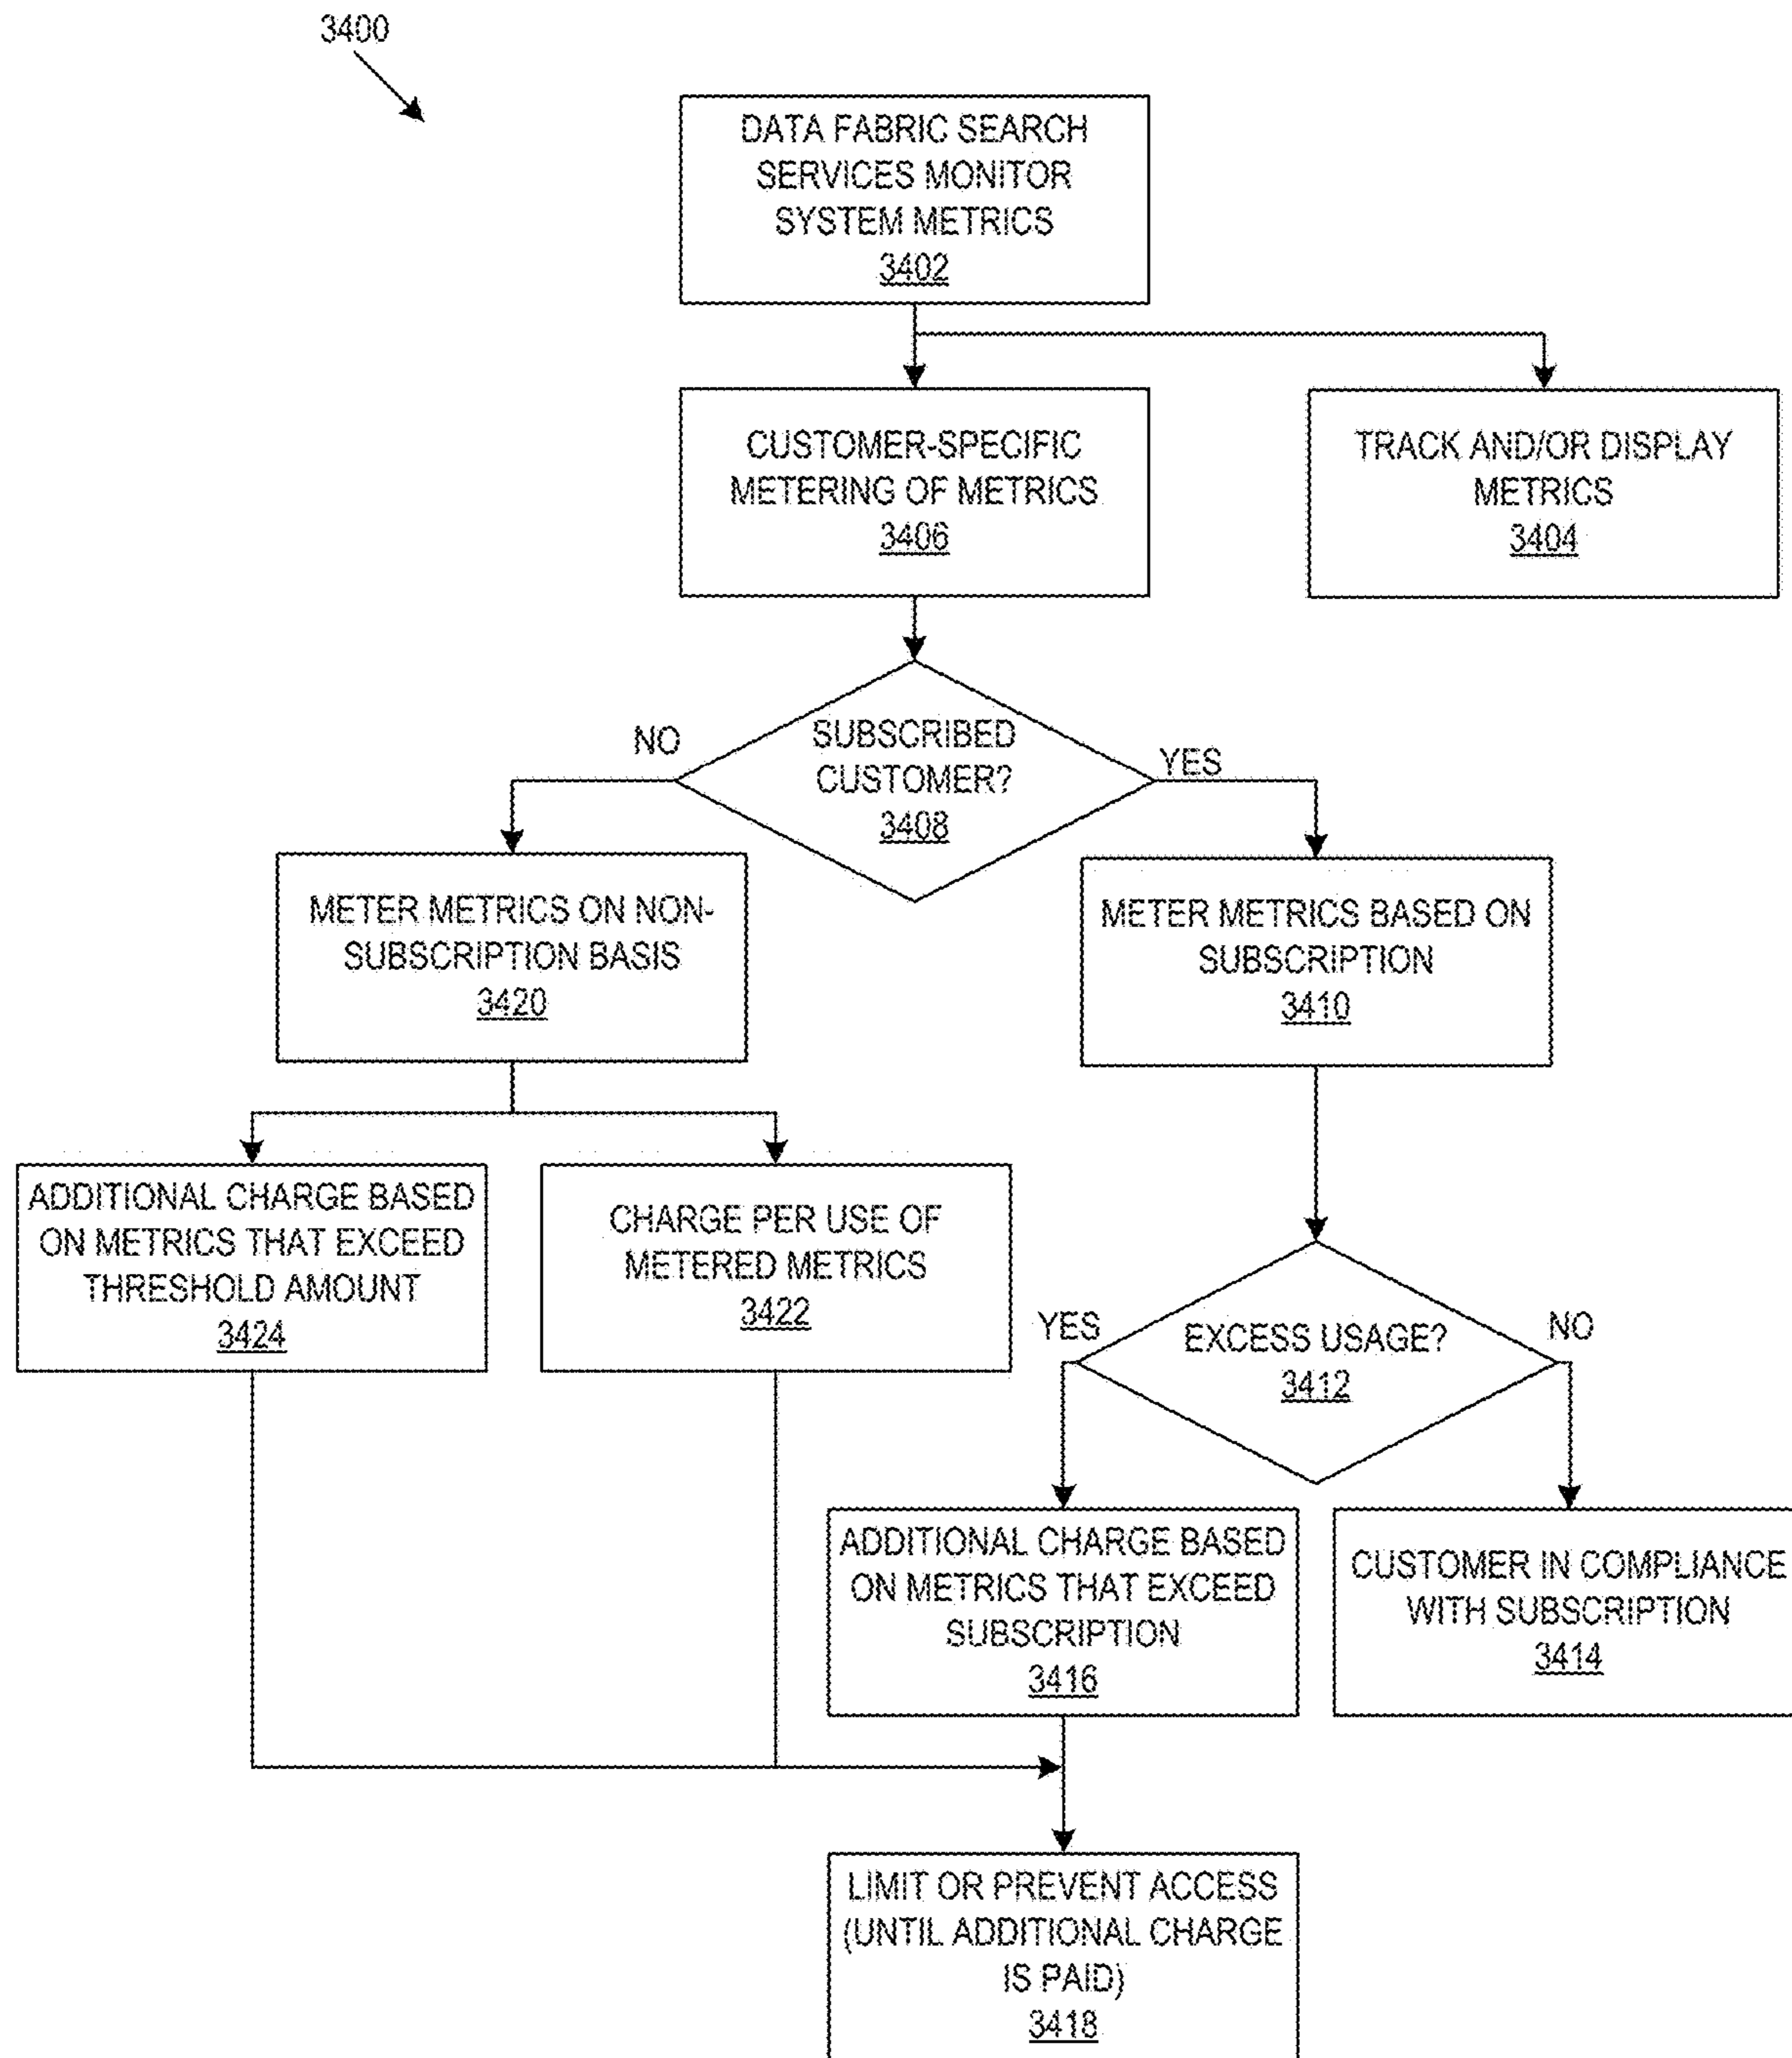 3400
DATA FABRIC SEARCH
SERVICES MONITOR
SYSTEM METRICS
3402
CUSTOMER-SPECIFIC
METERING OF METRICS
3406
TRACK AND/OR DISPLAY
METRICS
3404
SUBSCRIBED
CUSTOMER?
3408
NO
YES
METER METRICS ON NON-
SUBSCRIPTION BASIS
3420
METER METRICS BASED ON
SUBSCRIPTION
3410
ADDITIONAL CHARGE BASED
ON METRICS THAT EXCEED
THRESHOLD AMOUNT
3424
CHARGE PER USE OF
METERED METRICS
3422
YES
EXCESS USAGE?
3412
NO
ADDITIONAL CHARGE BASED
ON METRICS THAT EXCEED
SUBSCRIPTION
3416
CUSTOMER IN COMPLIANCE
WITH SUBSCRIPTION
3414
LIMIT OR PREVENT ACCESS
(UNTIL ADDITIONAL CHARGE
IS PAID)
3418